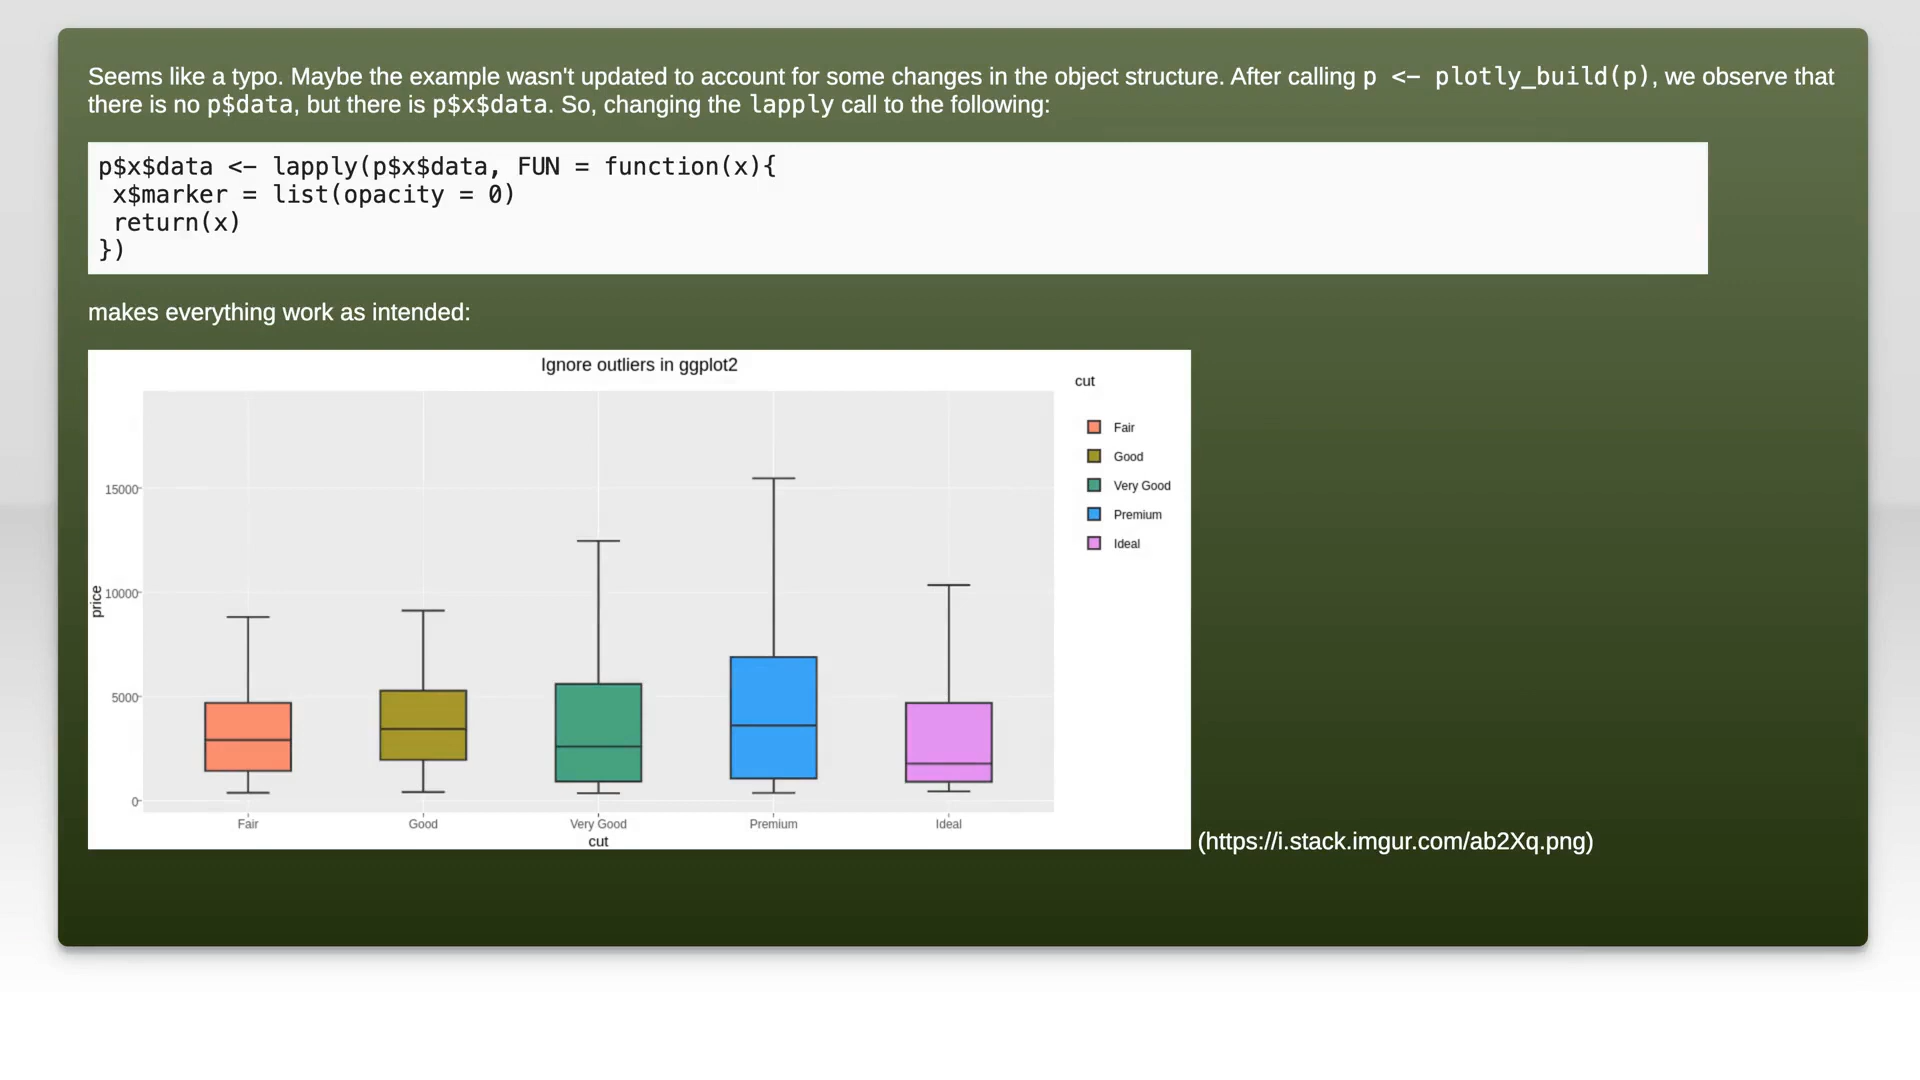 Seems like a typo. Maybe the example wasn't updated to account for some changes in the object structure. After calling p <- plotly_build(p), we observe that
there is no p$data, but there is p$x$data. So, changing the lapply call to the following:
p$x$data <- lapply(p$x$data, FUN = function(x){
 x$marker = list(opacity = 0)
 return(x)
})
makes everything work as intended:
Ignore outliers in ggplot2
cut
Fair
Good
Very Good
Premium
Ideal
price
15000
10000
5000
0
Fair Good Very Good Premium Ideal
cut
(https://i.stack.imgur.com/ab2Xq.png)